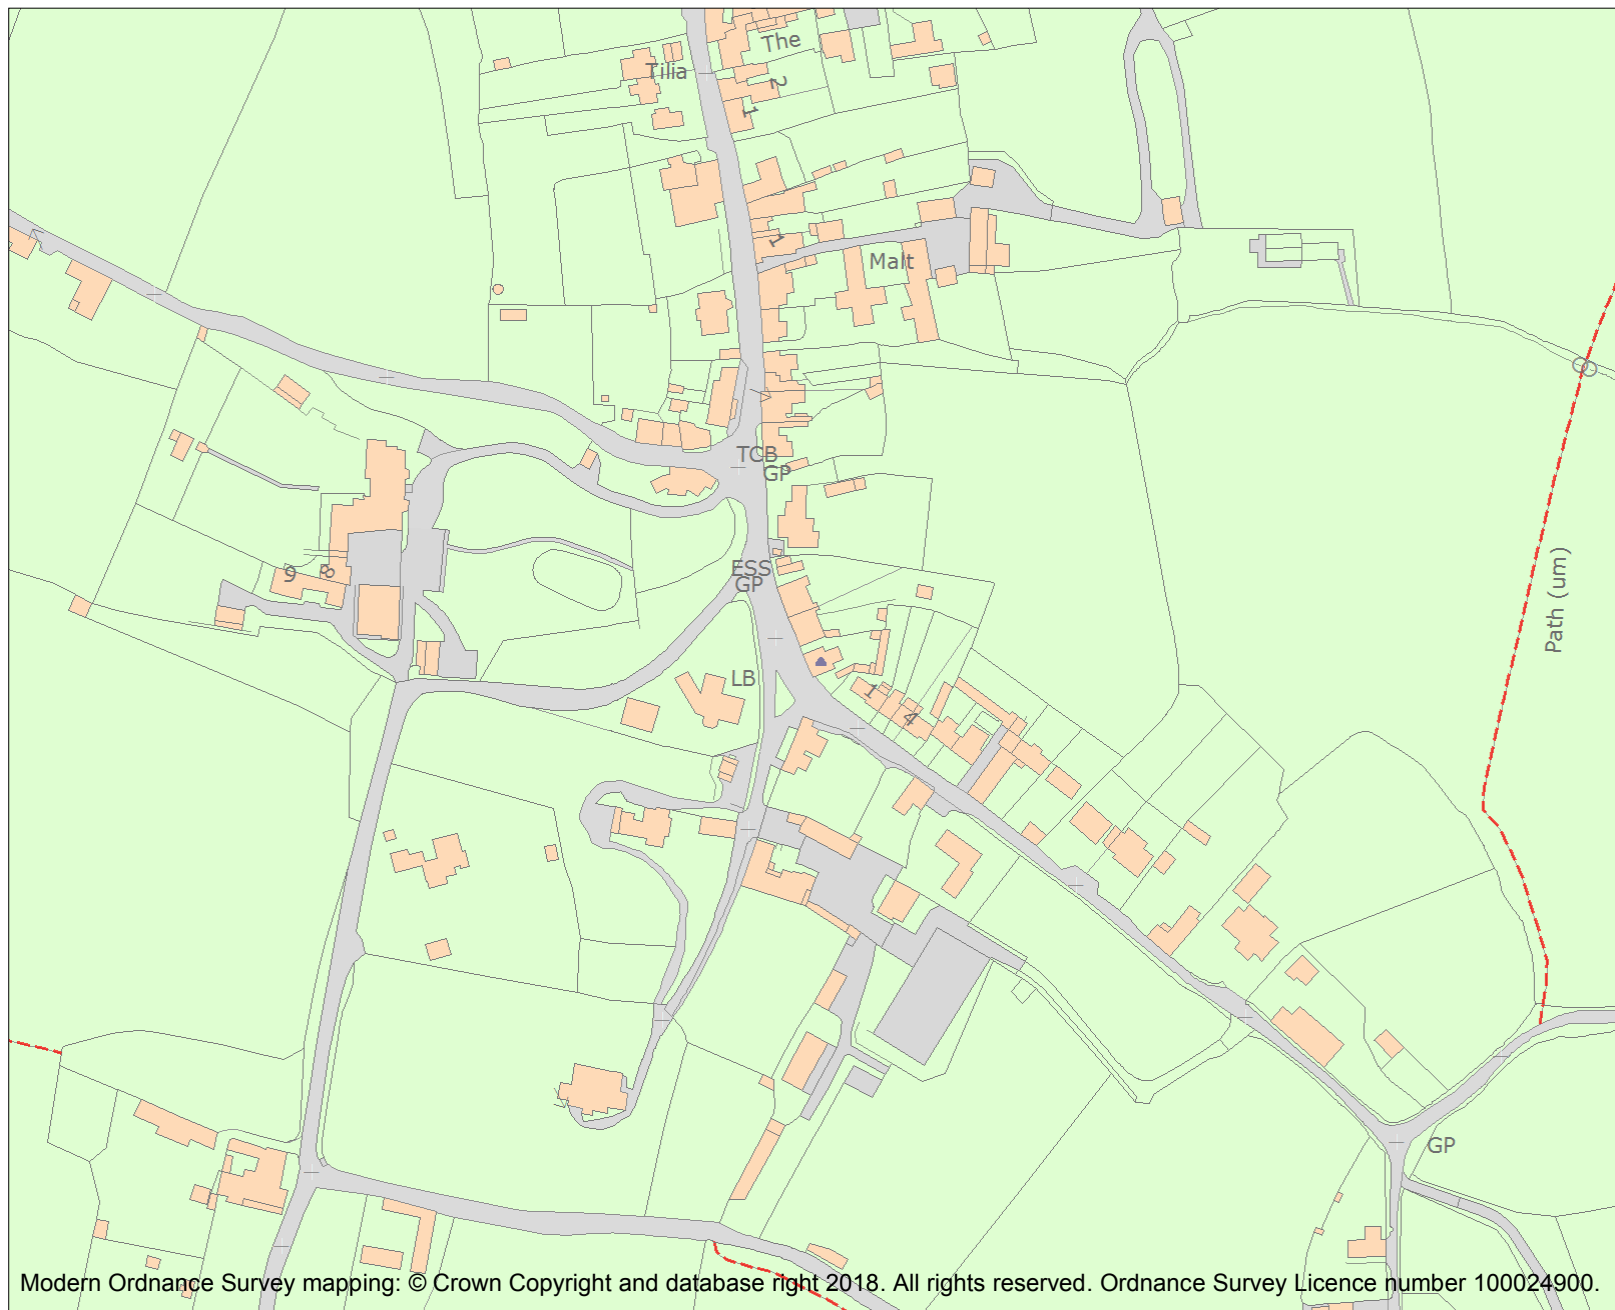 The
Tilia
2
1
1
Malt
TCB
GP
ESS
GP
9
8
Path (um)
LB
1
4
GP
Modern Ordnance Survey mapping: © Crown Copyright and database right 2018. All rights reserved. Ordnance Survey Licence number 100024900.